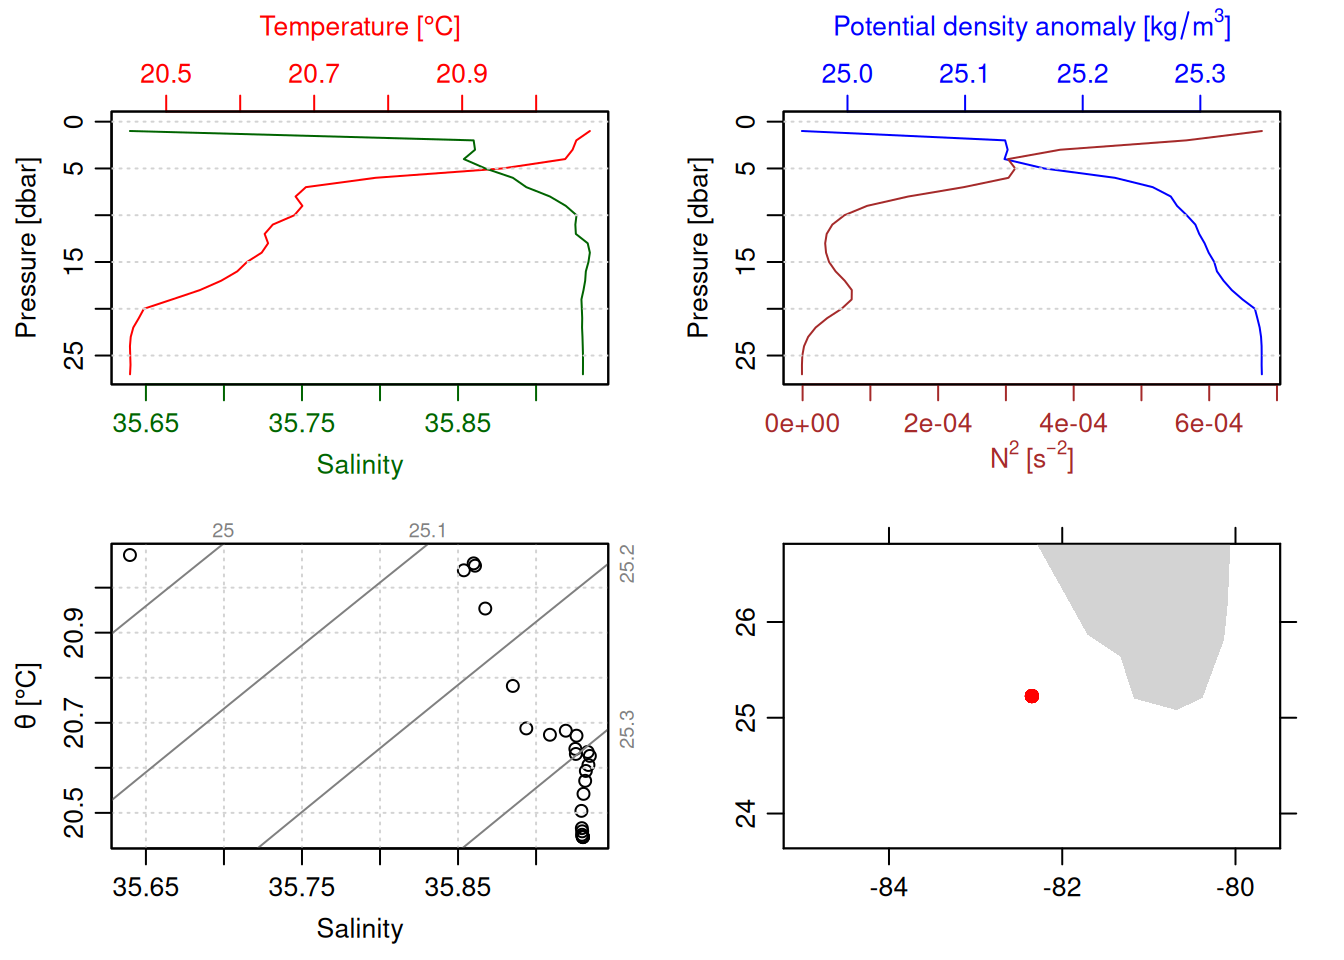 Temperature [°C]
20.5 20.7 20.9
0
5
15
25
Pressure [dbar]
35.65 35.75 35.85
Salinity
Potential density anomaly [kg/m³]
25.0 25.1 25.2 25.3
0
5
15
25
Pressure [dbar]
0e+00 2e-04 4e-04 6e-04
N² [s⁻²]
25 25.1
25.2
25.3
20.9
20.7
20.5
θ [°C]
35.65 35.75 35.85
Salinity
26
25
24
-84 -82 -80